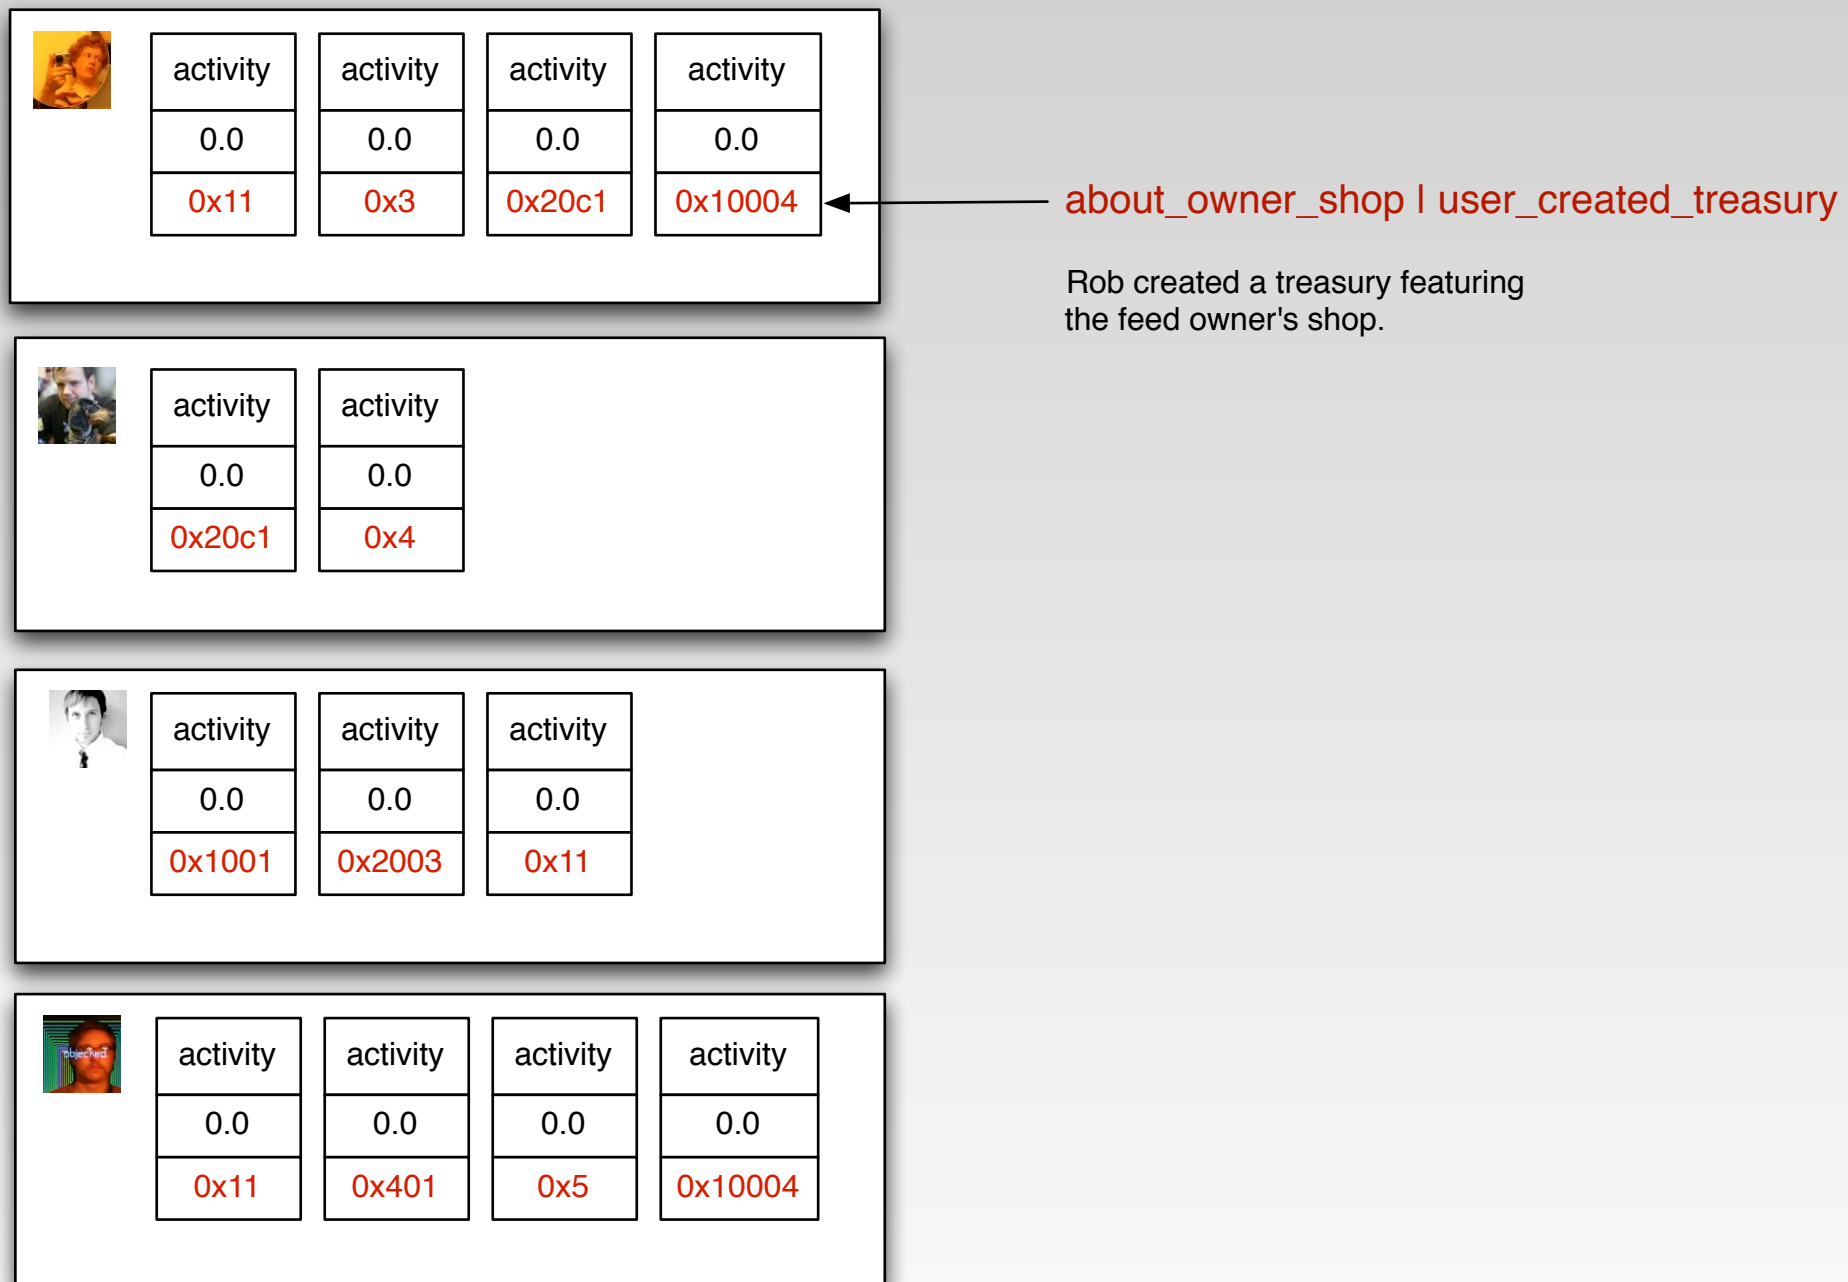 activity activity activity activity
0.0 0.0 0.0 0.0
0x11 0x3 0x20c1 0x10004
about_owner_shop | user_created_treasury
Rob created a treasury featuring
the feed owner's shop.
activity activity
0.0 0.0
0x20c1 0x4
activity activity activity
0.0 0.0 0.0
0x1001 0x2003 0x11
objecked
activity activity activity activity
0.0 0.0 0.0 0.0
0x11 0x401 0x5 0x10004